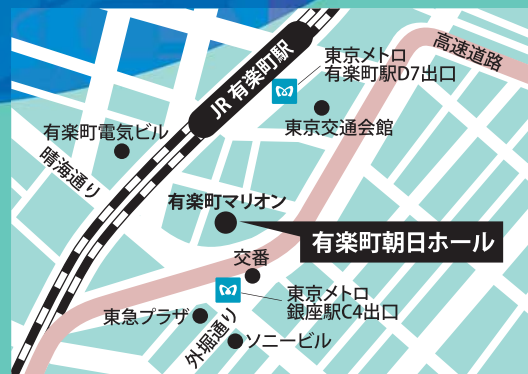 JR 有楽町駅
東京メトロ
有楽町駅D7出口
高速道路
東京交通会館
有楽町電気ビル
晴海通り
有楽町マリオン
有楽町朝日ホール
交番
東京メトロ
銀座駅C4出口
東急プラザ
外堀通り
ソニービル